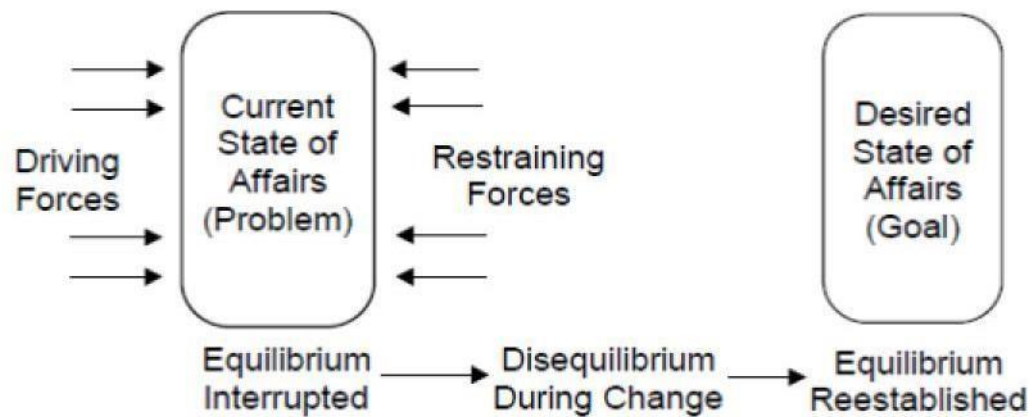 Driving
Forces
Current
State of
Affairs
(Problem)
Restraining
Forces
Desired
State of
Affairs
(Goal)
Equilibrium
Interrupted
Disequilibrium
During Change
Equilibrium
Reestablished